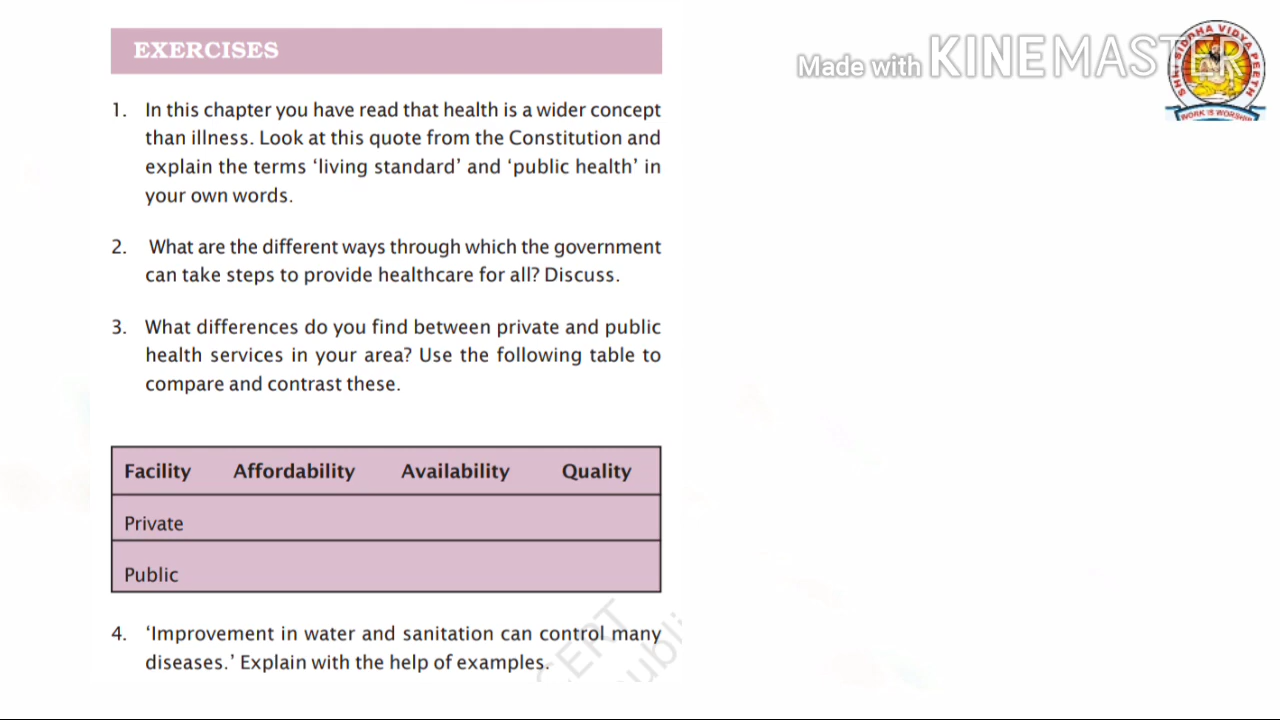 EXERCISES
Made with KINEMASTER
SHRI SIDDHA VIDYA PEETH
WORK IS WORSHIP
1. In this chapter you have read that health is a wider concept
than illness. Look at this quote from the Constitution and
explain the terms ‘living standard’ and ‘public health’ in
your own words.
2. What are the different ways through which the government
can take steps to provide healthcare for all? Discuss.
3. What differences do you find between private and public
health services in your area? Use the following table to
compare and contrast these.
Facility Affordability Availability Quality
Private
Public
4. ‘Improvement in water and sanitation can control many
diseases.’ Explain with the help of examples.